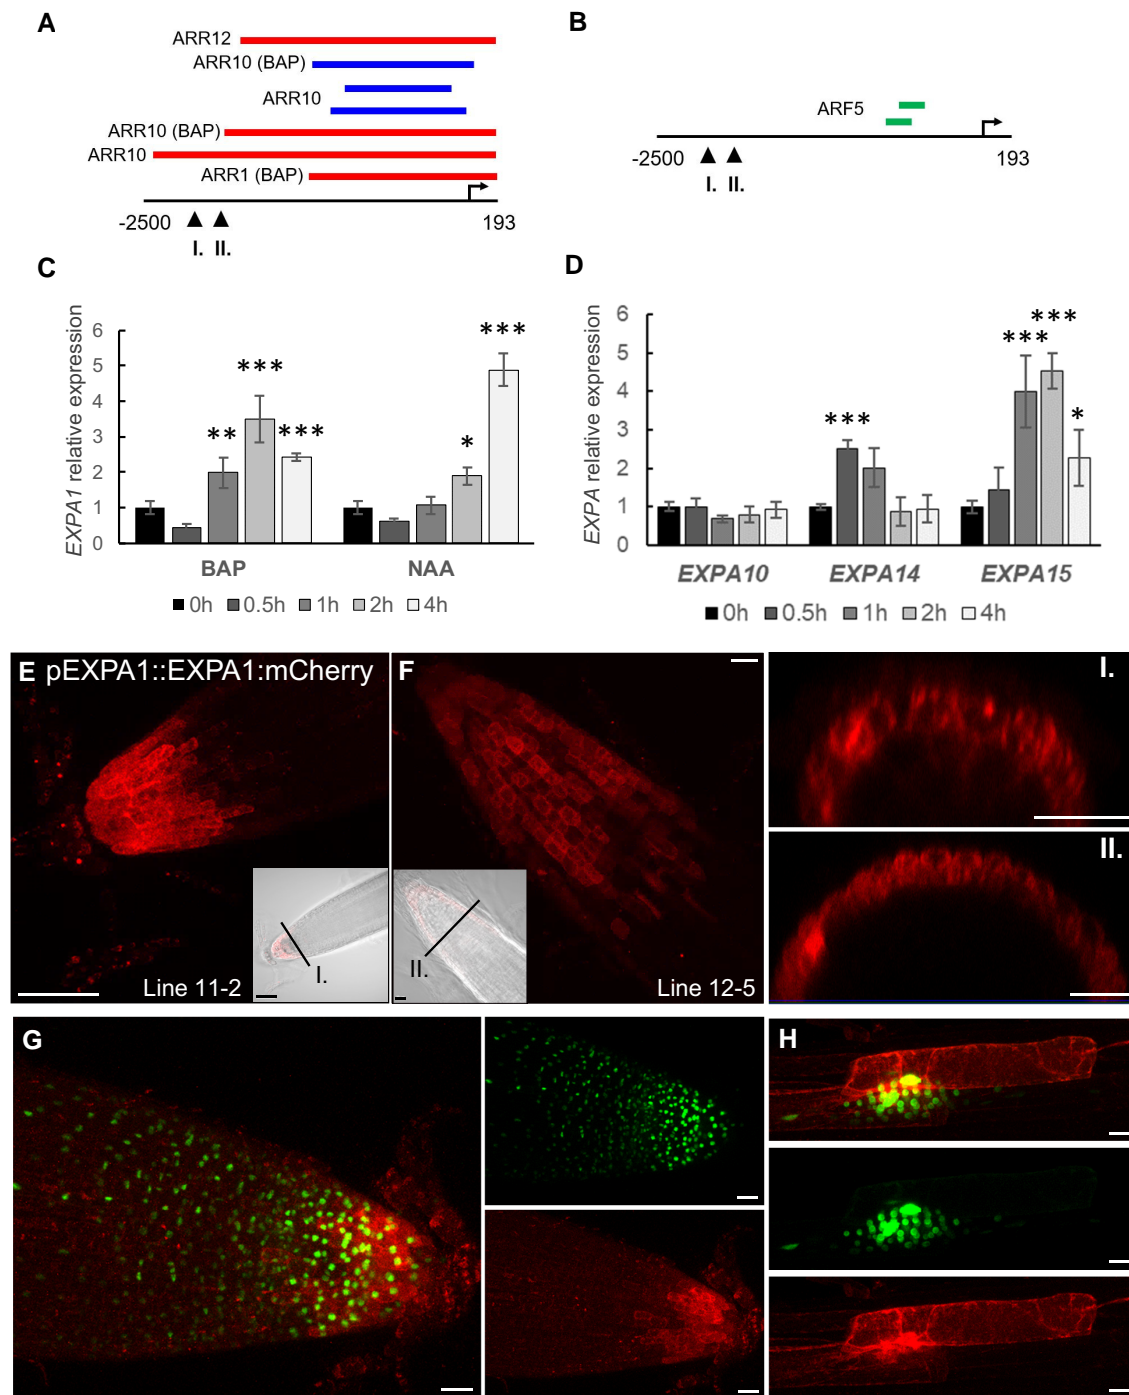 A
ARR12
ARR10 (BAP)
ARR10
ARR10 (BAP)
ARR10
ARR1 (BAP)
-2500
193
I.
II.
B
ARF5
-2500
193
I.
II.
C
EXPA1 relative expression
6
5
4
3
2
1
0
**
***
***
*
***
BAP
NAA
0h
0.5h
1h
2h
4h
D
EXPA relative expression
6
5
4
3
2
1
0
***
***
***
*
EXPA10
EXPA14
EXPA15
0h
0.5h
1h
2h
4h
E pEXPA1::EXPA1:mCherry
I.
Line 11-2
F
II.
Line 12-5
I.
II.
G
H